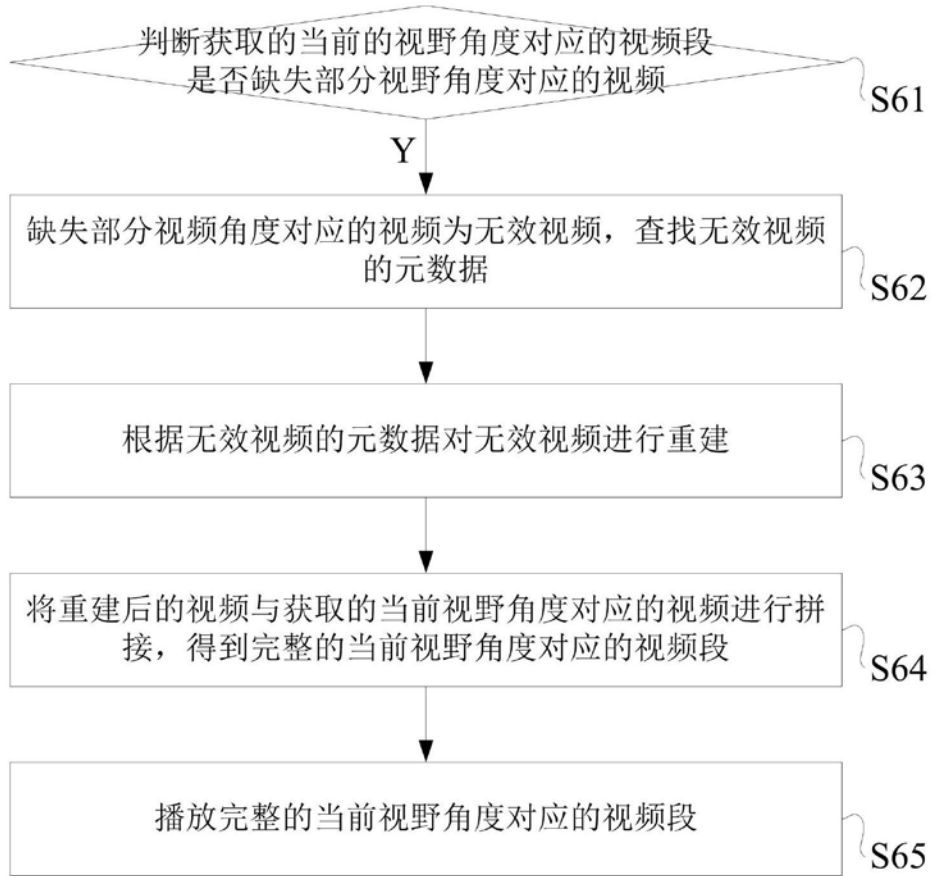 判断获取的当前的视野角度对应的视频段
是否缺失部分视野角度对应的视频
S61
Y
缺失部分视频角度对应的视频为无效视频，查找无效视频
的元数据
S62
根据无效视频的元数据对无效视频进行重建
S63
将重建后的视频与获取的当前视野角度对应的视频进行拼
接，得到完整的当前视野角度对应的视频段
S64
播放完整的当前视野角度对应的视频段
S65